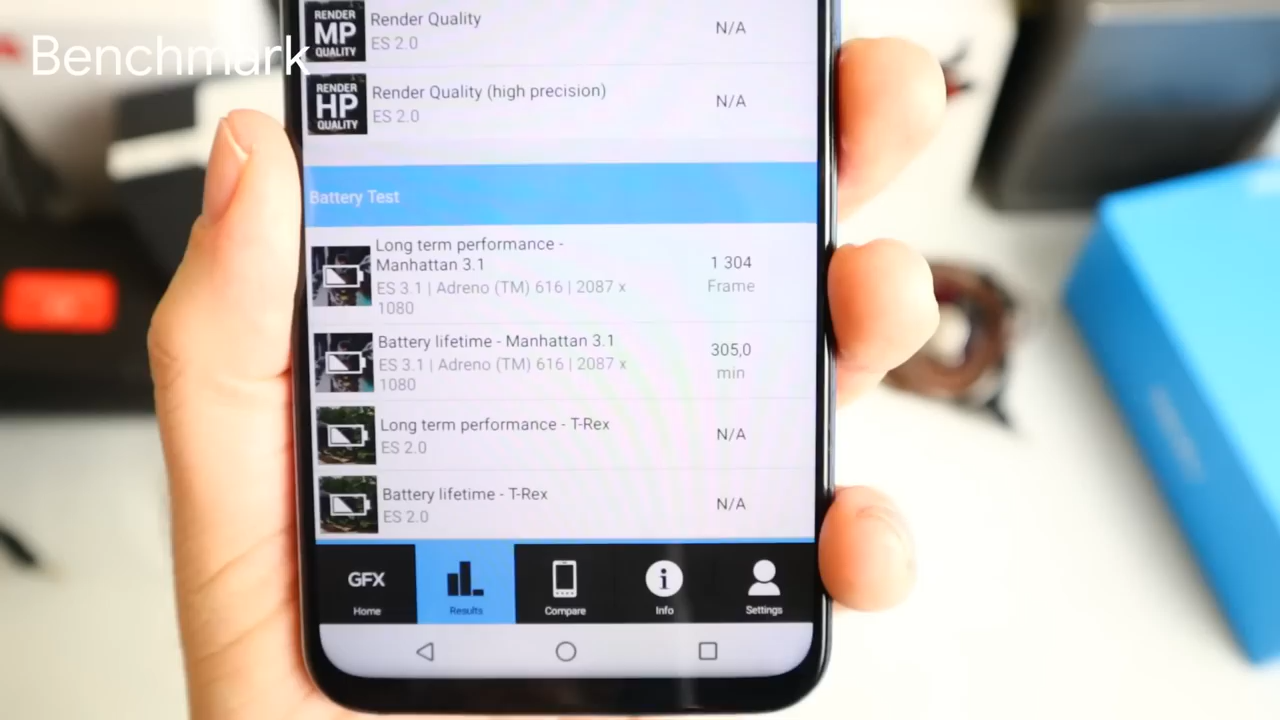 Benchmark
RENDER
MP
QUALITY
Render Quality
ES 2.0
N/A
RENDER
HP
QUALITY
Render Quality (high precision)
ES 2.0
N/A
Battery Test
Long term performance -
Manhattan 3.1
ES 3.1 | Adreno (TM) 616 | 2087 x
1080
1 304
Frame
Battery lifetime - Manhattan 3.1
ES 3.1 | Adreno (TM) 616 | 2087 x
1080
305,0
min
Long term performance - T-Rex
ES 2.0
N/A
Battery lifetime - T-Rex
ES 2.0
N/A
GFX
Home
Results
Compare
Info
Settings